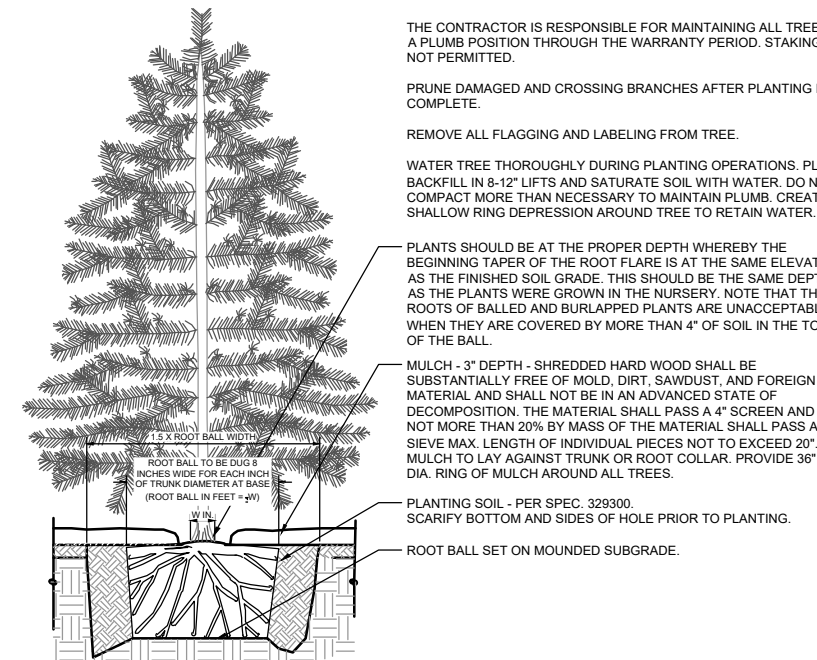 THE CONTRACTOR IS RESPONSIBLE FOR MAINTAINING ALL TREE
A PLUMB POSITION THROUGH THE WARRANTY PERIOD. STAKING
NOT PERMITTED.
PRUNE DAMAGED AND CROSSING BRANCHES AFTER PLANTING
COMPLETE.
REMOVE ALL FLAGGING AND LABELING FROM TREE.
WATER TREE THOROUGHLY DURING PLANTING OPERATIONS. PL
BACKFILL IN 8-12" LIFTS AND SATURATE SOIL WITH WATER. DO N
COMPACT MORE THAN NECESSARY TO MAINTAIN PLUMB. CREAT
SHALLOW RING DEPRESSION AROUND TREE TO RETAIN WATER.
PLANTS SHOULD BE AT THE PROPER DEPTH WHEREBY THE
BEGINNING TAPER OF THE ROOT FLARE IS AT THE SAME ELEVAT
AS THE FINISHED SOIL GRADE. THIS SHOULD BE THE SAME DEPT
AS THE PLANTS WERE GROWN IN THE NURSERY. NOTE THAT TH
ROOTS OF BALLED AND BURLAPPED PLANTS ARE UNACCEPTABL
WHEN THEY ARE COVERED BY MORE THAN 4" OF SOIL IN THE TO
OF THE BALL.
MULCH - 3" DEPTH - SHREDDED HARD WOOD SHALL BE
SUBSTANTIALLY FREE OF MOLD, DIRT, SAWDUST, AND FOREIGN
MATERIAL AND SHALL NOT BE IN AN ADVANCED STATE OF
DECOMPOSITION. THE MATERIAL SHALL PASS A 4" SCREEN AND
NOT MORE THAN 20% BY MASS OF THE MATERIAL SHALL PASS A
SIEVE MAX. LENGTH OF INDIVIDUAL PIECES NOT TO EXCEED 20".
MULCH TO LAY AGAINST TRUNK OR ROOT COLLAR. PROVIDE 36"
DIA. RING OF MULCH AROUND ALL TREES.
PLANTING SOIL - PER SPEC. 329300.
SCARIFY BOTTOM AND SIDES OF HOLE PRIOR TO PLANTING.
ROOT BALL SET ON MOUNDED SUBGRADE.
1.5 X ROOT BALL WIDTH
ROOT BALL TO BE DUG 8
INCHES WIDE FOR EACH INCH
OF TRUNK DIAMETER AT BASE
(ROOT BALL IN FEET = W)
W IN.